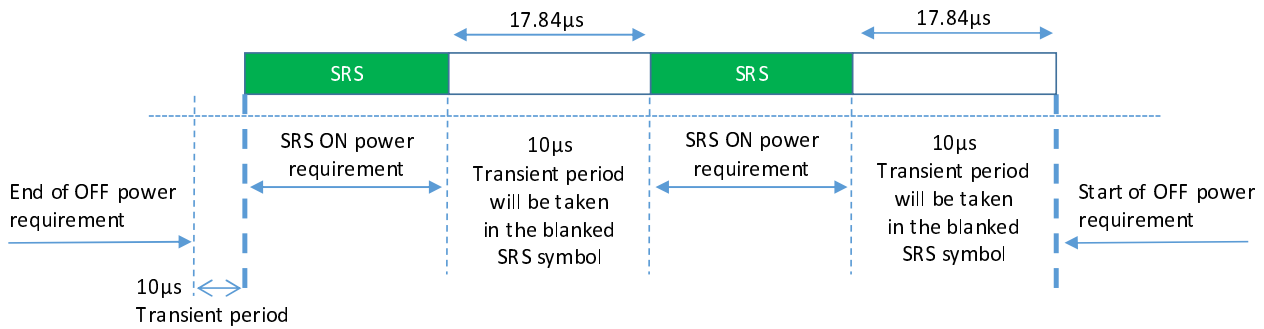 17.84µs
17.84µs
SRS
SRS
SRS ON power
requirement
10µs
Transient period
will be taken
in the blanked
SRS symbol
SRS ON power
requirement
10µs
Transient period
will be taken
in the blanked
SRS symbol
End of OFF power
requirement
Start of OFF power
requirement
10µs
Transient period